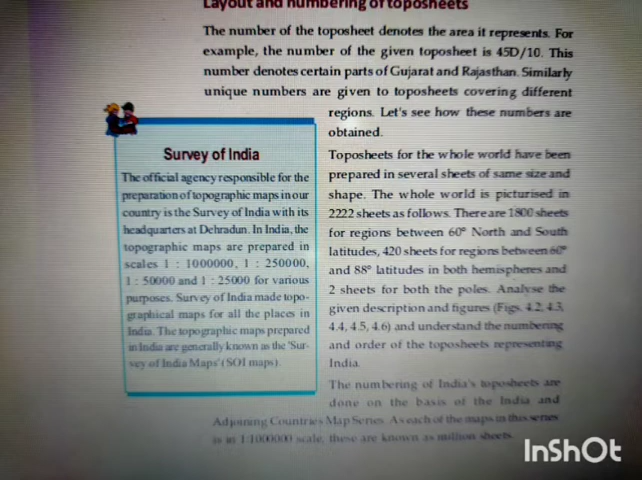 Layout and numbering of toposheets
The number of the toposheet denotes the area it represents. For
example, the number of the given toposheet is 45D/10. This
number denotes certain parts of Gujarat and Rajasthan. Similarly
unique numbers are given to toposheets covering different
regions. Let's see how these numbers are
obtained.
Survey of India
The official agency responsible for the
preparation of topographic maps in our
country is the Survey of India with its
headquarters at Dehradun. In India, the
topographic maps are prepared in
scales 1 : 1000000, 1 : 250000,
1 : 50000 and 1 : 25000 for various
purposes. Survey of India made topo-
graphical maps for all the places in
India. The topographic maps prepared
in India are generally known as the 'Sur-
vey of India Maps' (SOI maps).
Toposheets for the whole world have been
prepared in several sheets of same size and
shape. The whole world is picturised in
2222 sheets as follows. There are 1800 sheets
for regions between 60° North and South
latitudes, 420 sheets for regions between 60°
and 88° latitudes in both hemispheres and
2 sheets for both the poles. Analyse the
given description and figures (Figs. 4.2, 4.3,
4.4, 4.5, 4.6) and understand the numbering
and order of the toposheets representing
India.
The numbering of India's toposheets are
done on the basis of the India and
Adjoining Countries Map Series. As each of the maps in this series
is in 1:1000000 scale, these are known as million sheets.
InShOt